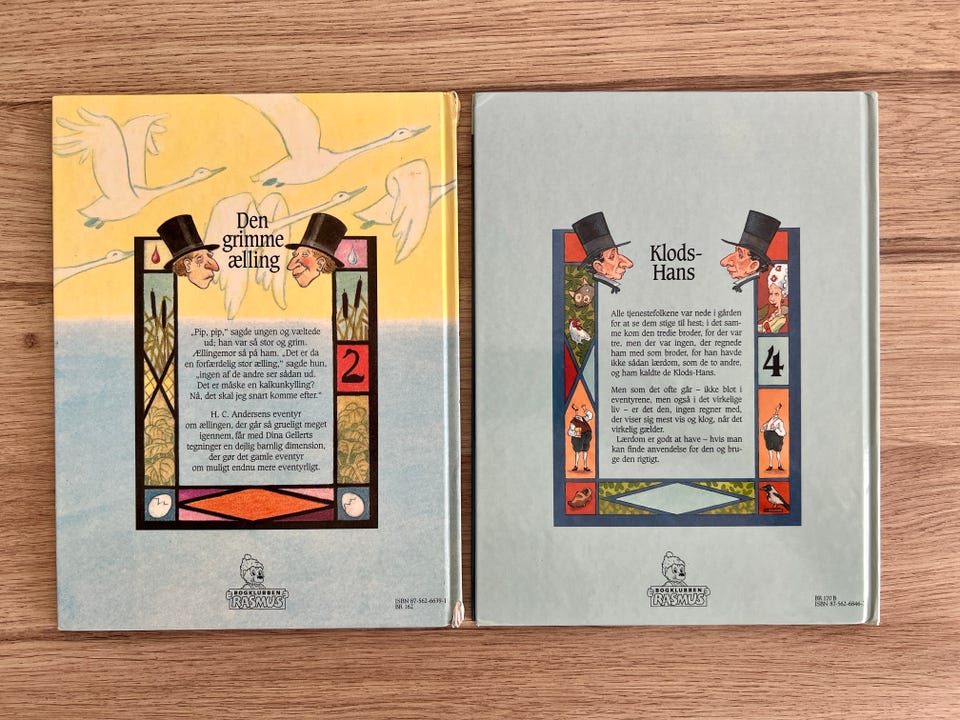 Den
grimme
ælling
„Pip, pip,“ sagde ungen og væltede
ud; han var så stor og grim.
Ællingemor så på ham. „Det er da
en forfærdelig stor ælling,“ sagde hun,
„ingen af de andre ser sådan ud.
Det er måske en kalkunkylling?
Nå, det skal jeg snart komme efter.“
H. C. Andersens eventyr
om ællingen, der går så grueligt meget
igennem, får med Dina Gellerts
tegninger en dejlig barnlig dimension,
der gør det gamle eventyr
om muligt endnu mere eventyrligt.
2
BOGKLUBBEN
RASMUS
ISBN 87-562-6639-1
BR 162
Klods-
Hans
Alle tjenestefolkene var nede i gården
for at se dem stige til hest; i det sam-
me kom den tredie broder, for der var
tre, men der var ingen, der regnede
ham med som broder, for han havde
ikke sådan lærdom, som de to andre,
og ham kaldte de Klods-Hans.
Men som det ofte går – ikke blot i
eventyrene, men også i det virkelige
liv – er det den, ingen regner med,
der viser sig mest vis og klog, når det
virkelig gælder.
Lærdom er godt at have – hvis man
kan finde anvendelse for den og bru-
ge den rigtigt.
4
BOGKLUBBEN
RASMUS
BR 170 B
ISBN 87-562-6846-